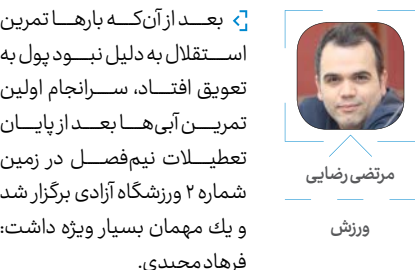 بعد از آن‌که بارها تمرین
استقلال به دلیل نبود پول به
تعویق افتاد، سرانجام اولین
تمرین آبی‌ها بعد از پایان
تعطیلات نیم‌فصل در زمین
شماره ۲ ورزشگاه آزادی برگزار شد
و یك مهمان بسیار ویژه داشت:
فرهاد مجیدی.
مرتضی رضایی
ورزش